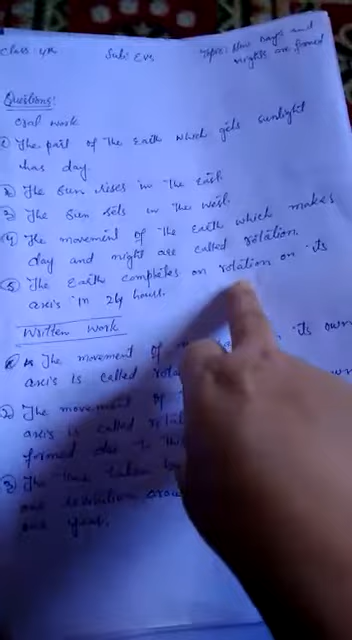 Class 4th Sub: EVS Topic: How Days and
nights are formed
Questions:
oral work
① The part of the Earth which gets sunlight
has day.
② The Sun rises in the East.
③ The Sun sets in the west.
④ The movement of the Earth which makes
day and night are called rotation.
⑤ The Earth completes on rotation on its
axis in 24 hours.
Written work
① The movement of its own
axis is called
② The movement of
axis is called
formed due to this
③ The time taken
one revolution
one year.